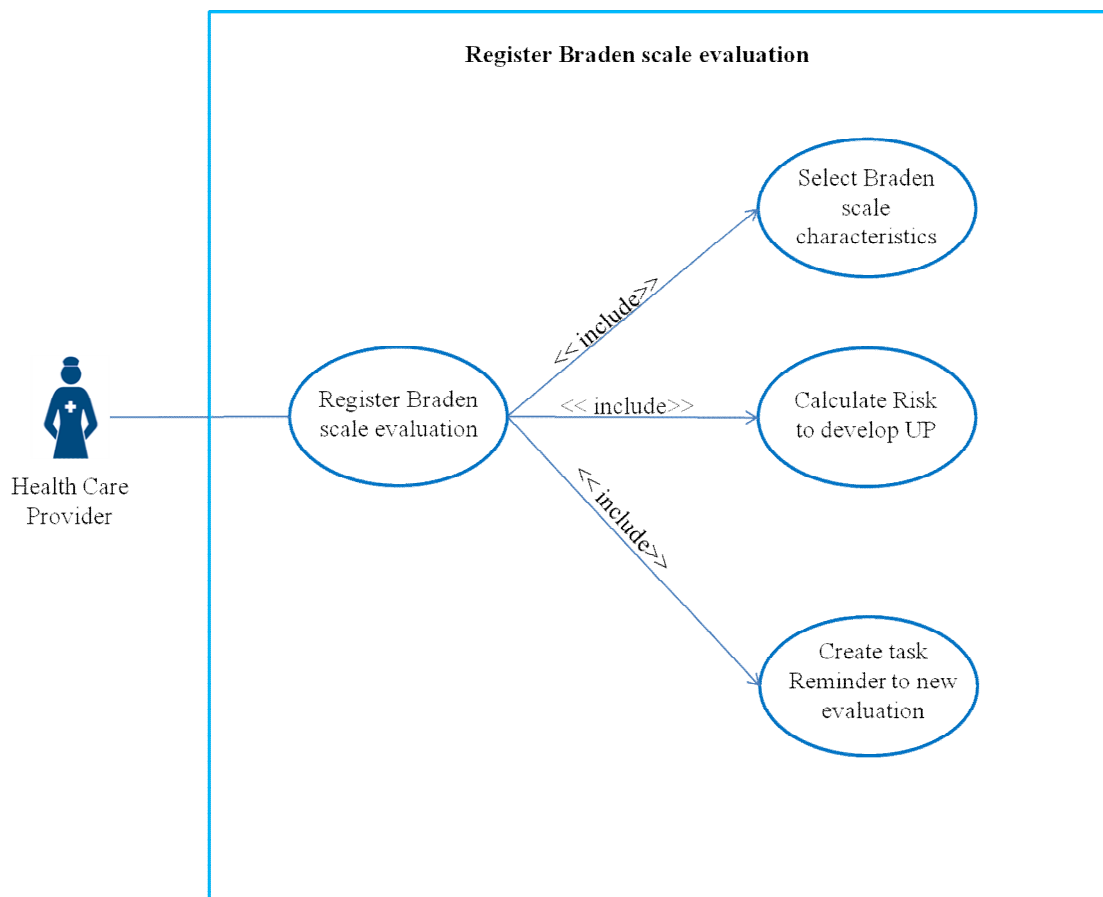 Register Braden scale evaluation
Select Braden
scale
characteristics
<< include>>
Register Braden
scale evaluation
<< include>>
Calculate Risk
to develop UP
Health Care
Provider
<< include>>
Create task
Reminder to new
evaluation